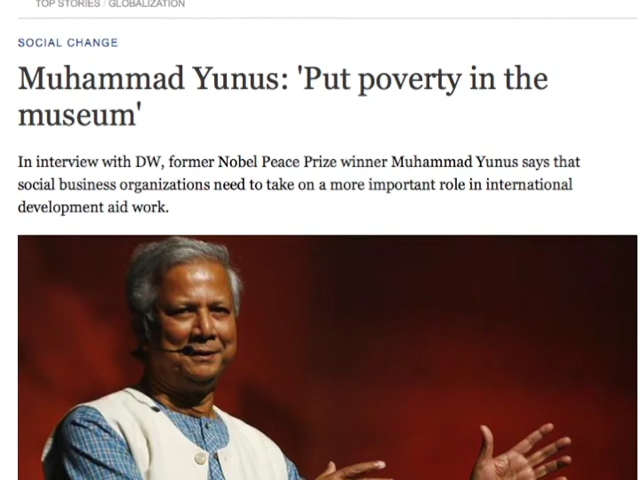 TOP STORIES / GLOBALIZATION
SOCIAL CHANGE
Muhammad Yunus: 'Put poverty in the
museum'
In interview with DW, former Nobel Peace Prize winner Muhammad Yunus says that
social business organizations need to take on a more important role in international
development aid work.